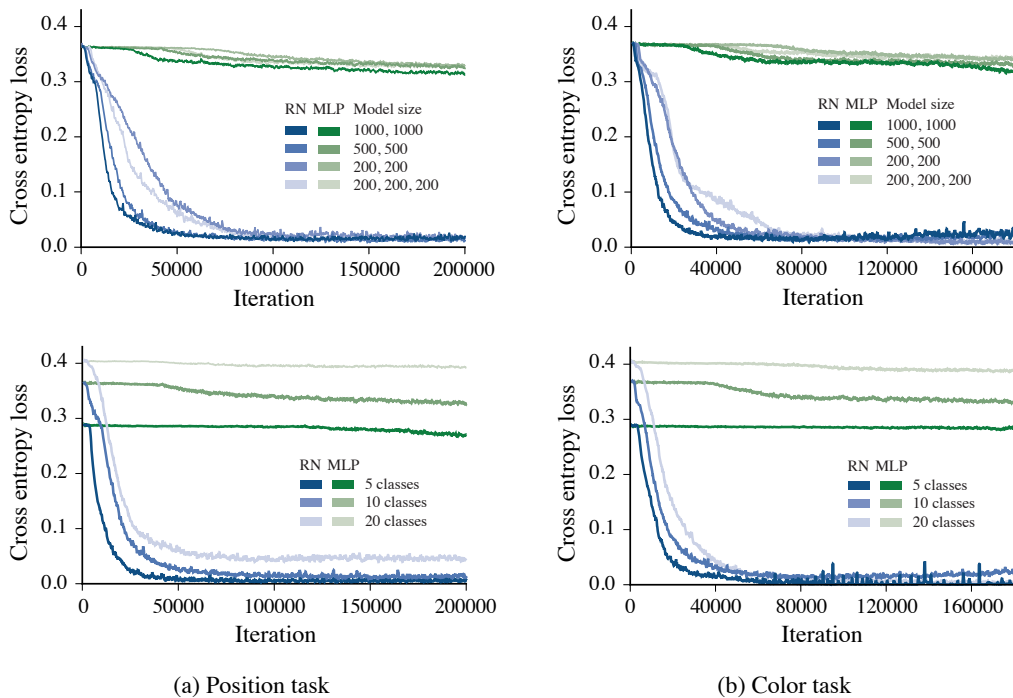 0.4
0.3
0.2
0.1
0.0
Cross entropy loss
RN MLP Model size
1000, 1000
500, 500
200, 200
200, 200, 200
0 50000 100000 150000 200000
Iteration
0.4
0.3
0.2
0.1
0.0
Cross entropy loss
RN MLP Model size
1000, 1000
500, 500
200, 200
200, 200, 200
0 40000 80000 120000 160000
Iteration
0.4
0.3
0.2
0.1
0.0
Cross entropy loss
RN MLP
5 classes
10 classes
20 classes
0 50000 100000 150000 200000
Iteration
0.4
0.3
0.2
0.1
0.0
Cross entropy loss
RN MLP
5 classes
10 classes
20 classes
0 40000 80000 120000 160000
Iteration
(a) Position task
(b) Color task